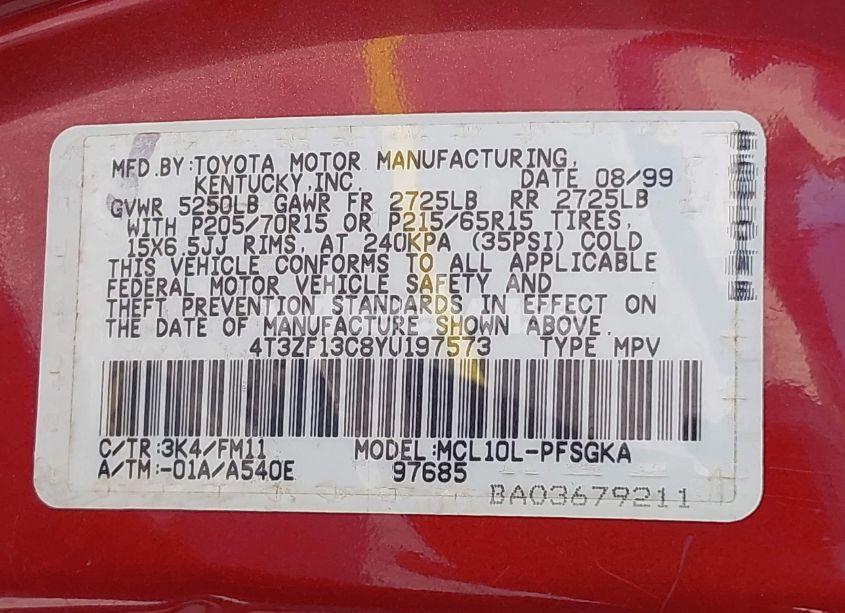 MFD.BY:TOYOTA MOTOR MANUFACTURING,
KENTUCKY,INC. DATE 08/99
GVWR 5250LB GAWR FR 2725LB RR 2725LB
WITH P205/70R15 OR P215/65R15 TIRES,
15X6.5JJ RIMS, AT 240KPA (35PSI) COLD
THIS VEHICLE CONFORMS TO ALL APPLICABLE
FEDERAL MOTOR VEHICLE SAFETY AND
THEFT PREVENTION STANDARDS IN EFFECT ON
THE DATE OF MANUFACTURE SHOWN ABOVE.
4T3ZF13C8YU197573 TYPE MPV
C/TR:3K4/FM11 MODEL:MCL10L-PFSGKA
A/TM:-01A/A540E 97685
BA03679211